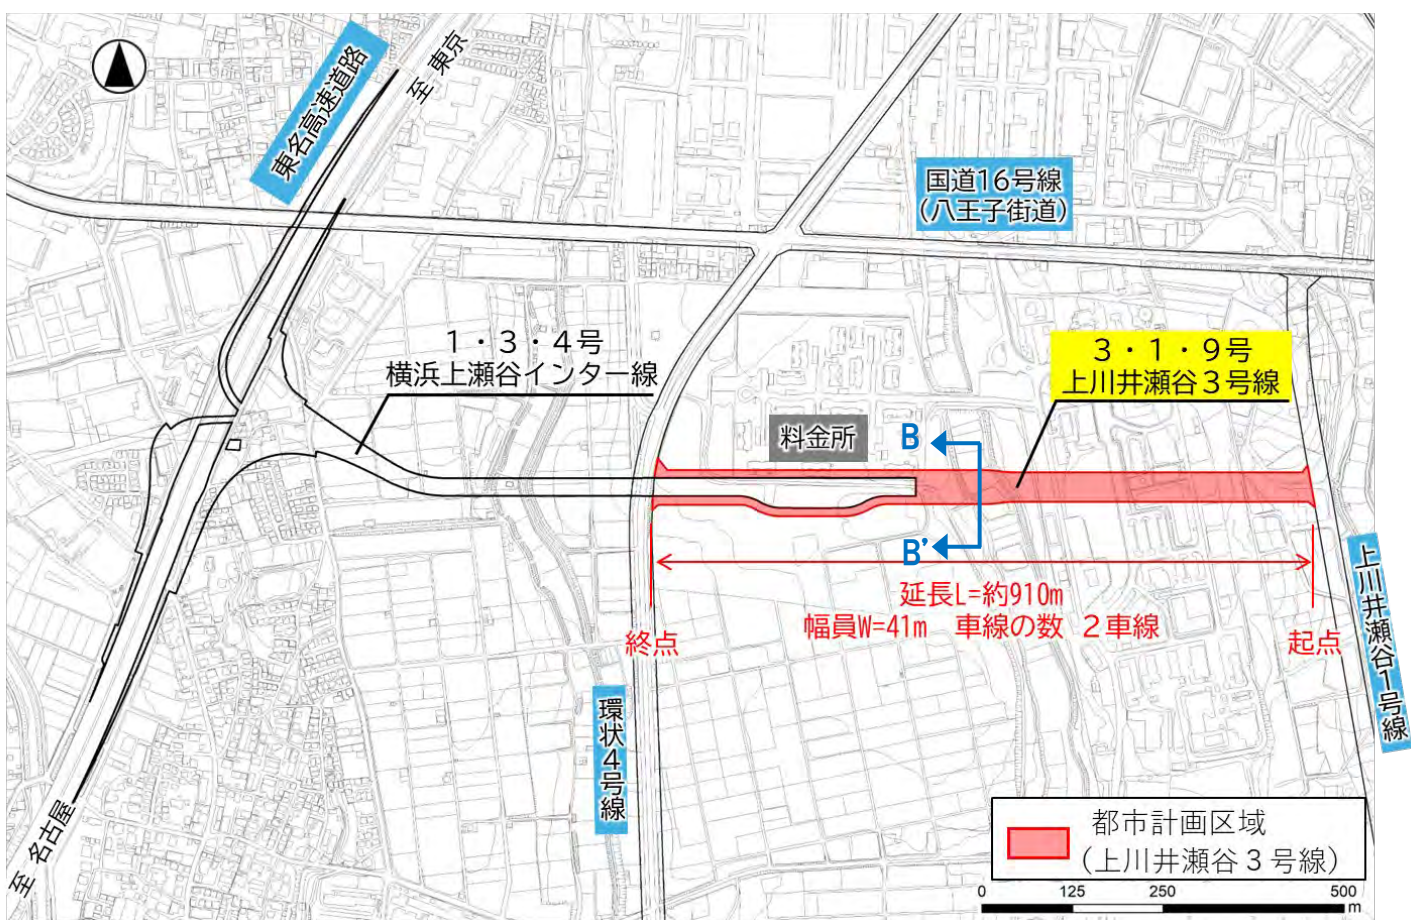 東名高速道路
至 東京
国道16号線
(八王子街道)
1・3・4号
横浜上瀬谷インター線
3・1・9号
上川井瀬谷3号線
料金所
B
B'
延長L=約910m
幅員W=41m 車線の数 2車線
終点
起点
上川井瀬谷1号線
環状4号線
至 名古屋
都市計画区域
(上川井瀬谷3号線)
0 125 250 500
m